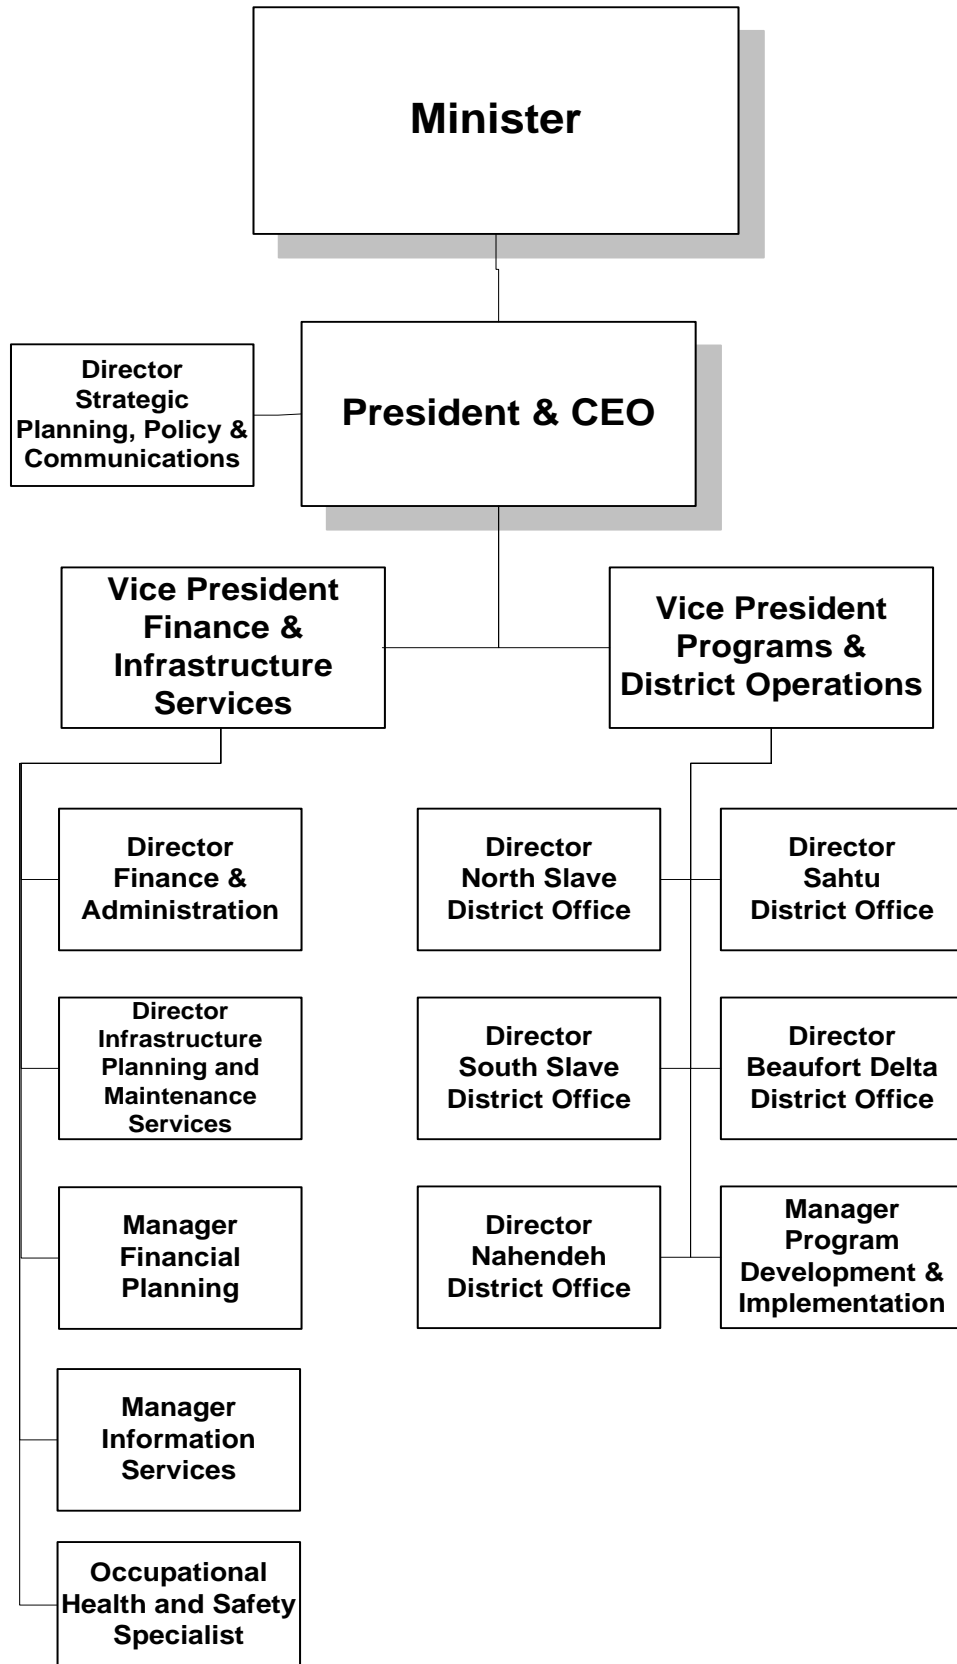 Minister
Director
Strategic
Planning, Policy &
Communications
President & CEO
Vice President
Finance &
Infrastructure
Services
Vice President
Programs &
District Operations
Director
Finance &
Administration
Director
North Slave
District Office
Director
Sahtu
District Office
Director
Infrastructure
Planning and
Maintenance
Services
Director
South Slave
District Office
Director
Beaufort Delta
District Office
Manager
Financial
Planning
Director
Nahendeh
District Office
Manager
Program
Development &
Implementation
Manager
Information
Services
Occupational
Health and Safety
Specialist